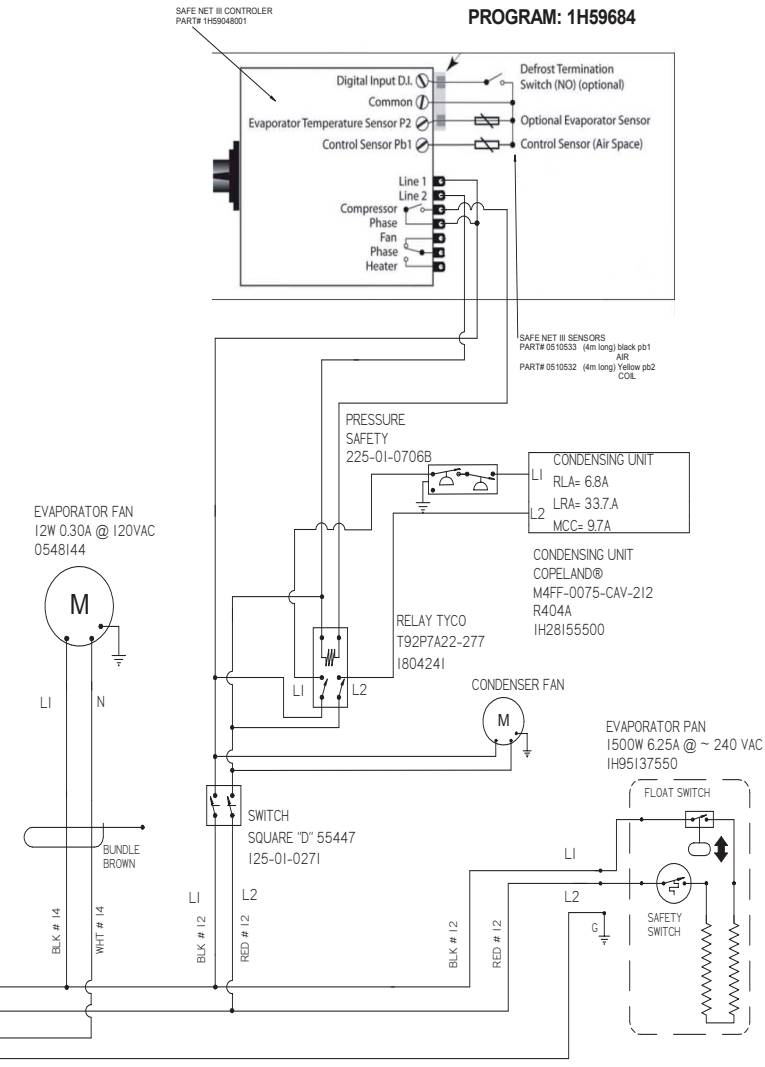 SAFE NET III CONTROLER
PART# 1H59048001
PROGRAM: 1H59684
Digital Input D.I.
Common
Evaporator Temperature Sensor P2
Control Sensor Pb1
Defrost Termination
Switch (NO) (optional)
Optional Evaporator Sensor
Control Sensor (Air Space)
Line 1
Line 2
Compressor
Phase
Fan
Phase
Heater
SAFE NET III SENSORS
PART# 0510533 (4m long) black pb1
AIR
PART# 0510532 (4m long) Yellow pb2
COIL
PRESSURE
SAFETY
225-01-0706B
L1
L2
CONDENSING UNIT
RLA= 6.8A
LRA= 33.7.A
MCC= 9.7A
CONDENSING UNIT
COPELAND®
M4FF-0075-CAV-212
R404A
1H28155500
EVAPORATOR FAN
12W 0.30A @ 120VAC
0548144
M
L1
N
RELAY TYCO
T92P7A22-277
1804241
L1
L2
CONDENSER FAN
M
EVAPORATOR PAN
1500W 6.25A @ ~ 240 VAC
1H95137550
FLOAT SWITCH
SWITCH
SQUARE "D" 55447
125-01-0271
BUNDLE
BROWN
L1
L2
L1
L2
G
SAFETY
SWITCH
BLK # 14
WHT # 14
BLK # 12
RED # 12
BLK # 12
RED # 12